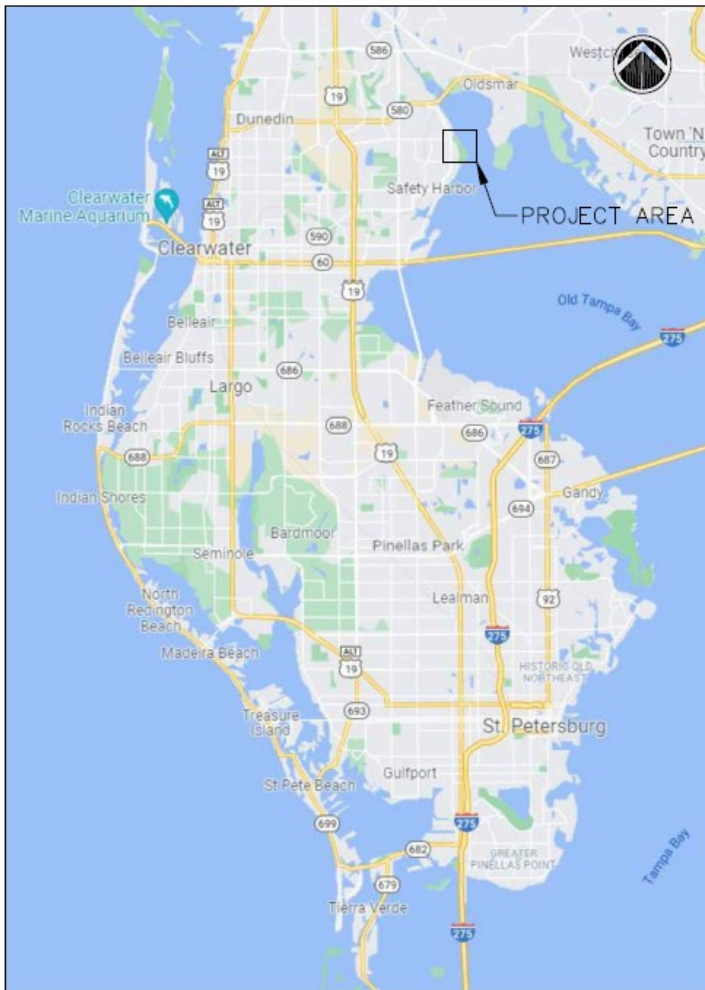 586
Westch
Oldsmar
19
580
Dunedin
Town 'N
Country
ALT
19
Safety Harbor
Clearwater
Marine Aquarium
ALT
19
PROJECT AREA
590
Clearwater
60
19
Old Tampa Bay
Belleair
275
Belleair Bluffs
686
Largo
Feather Sound
Indian
Rocks Beach
688
686
275
19
688
687
Indian Shores
Gandy
694
Bardmoor
Pinellas Park
Seminole
North
Redington
Beach
Lealman
92
275
Madeira Beach
ALT
19
HISTORIC OLD
NORTHEAST
693
Treasure
Island
St. Petersburg
Gulfport
St Pete Beach
699
275
682
GREATER
PINELLAS POINT
Tampa Bay
679
Tierra Verde
275